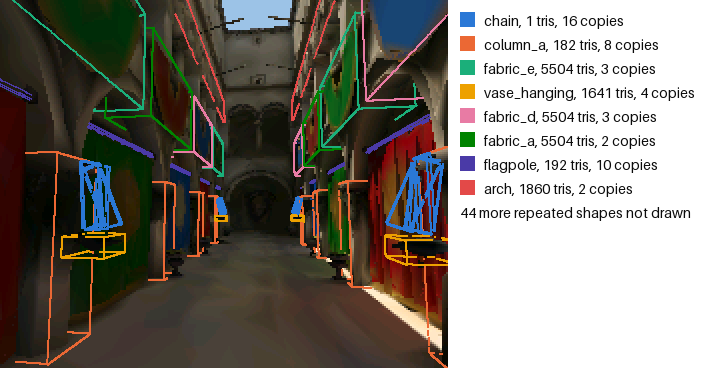 chain, 1 tris, 16 copies
column_a, 182 tris, 8 copies
fabric_e, 5504 tris, 3 copies
vase_hanging, 1641 tris, 4 copies
fabric_d, 5504 tris, 3 copies
fabric_a, 5504 tris, 2 copies
flagpole, 192 tris, 10 copies
arch, 1860 tris, 2 copies
44 more repeated shapes not drawn